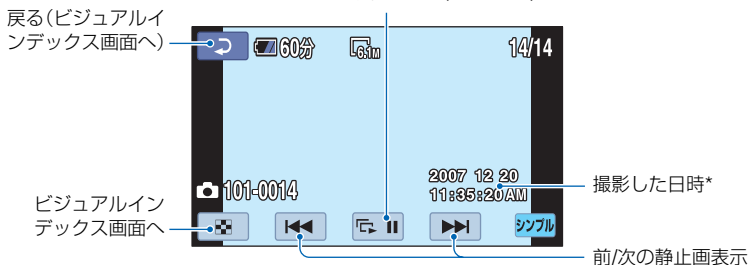 戻る(ビジュアルイ
ンデックス画面へ)
60分
6.1M
14/14
101-0014
2007 12 20
11:35:20 AM
撮影した日時*
ビジュアルイン
デックス画面へ
シンプル
前/次の静止画表示